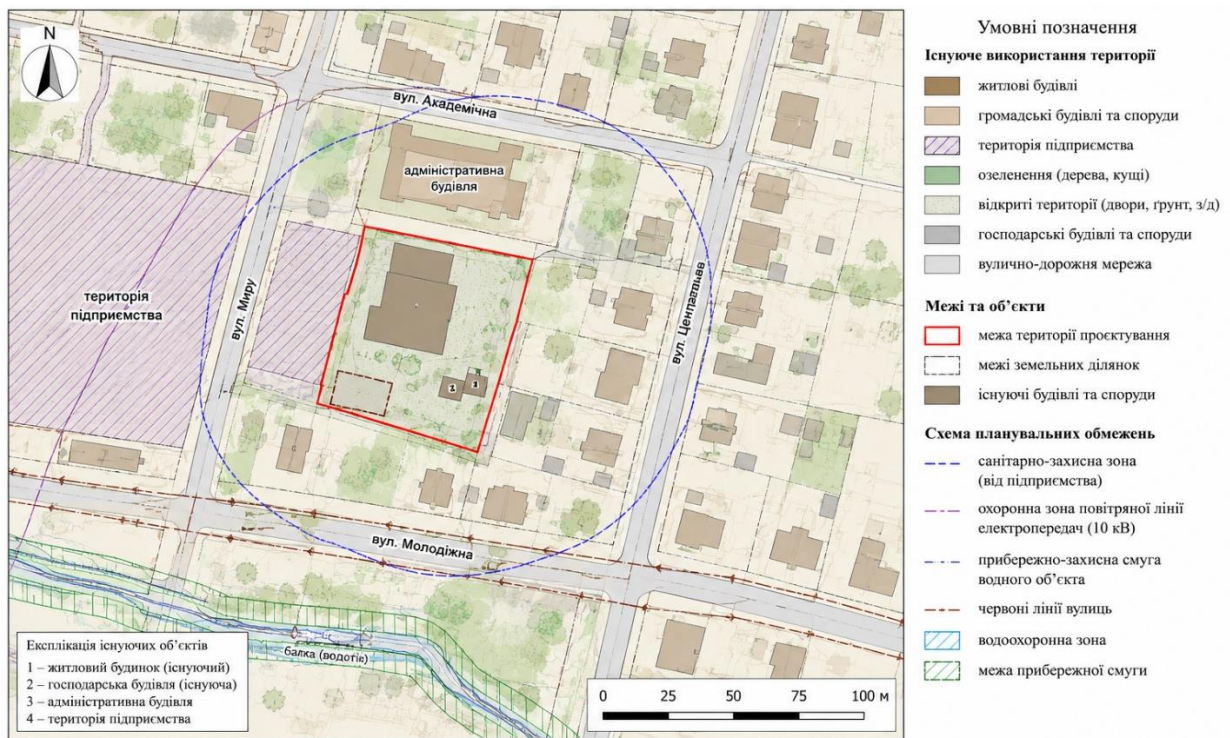 N
вул. Академічна
адміністративна
будівля
територія
підприємства
вул. Миру
вул. Молодіжна
1
2
балка (водотік)
Експлікація існуючих об’єктів
1 – житловий будинок (існуючий)
2 – господарська будівля (існуюча)
3 – адміністративна будівля
4 – територія підприємства
0 25 50 75 100 м
Умовні позначення
Існуюче використання території
житлові будівлі
громадські будівлі та споруди
територія підприємства
озеленення (дерева, кущі)
відкриті території (двори, ґрунт, з/д)
господарські будівлі та споруди
вулично-дорожня мережа
Межі та об’єкти
межа території проєктування
межі земельних ділянок
існуючі будівлі та споруди
Схема планувальних обмежень
санітарно-захисна зона
(від підприємства)
охоронна зона повітряної лінії
електропередач (10 кВ)
прибережно-захисна смуга
водного об’єкта
червоні лінії вулиць
водоохоронна зона
межа прибережної смуги
вул.